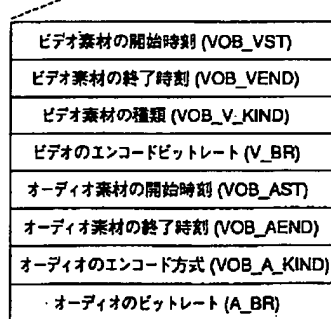 ビデオ素材の開始時刻 (VOB_VST)
ビデオ素材の終了時刻 (VOB_VEND)
ビデオ素材の種類 (VOB_V_KIND)
ビデオのエンコードビットレート (V_BR)
オーディオ素材の開始時刻 (VOB_AST)
オーディオ素材の終了時刻 (VOB_AEND)
オーディオのエンコード方式 (VOB_A_KIND)
オーディオのビットレート (A_BR)